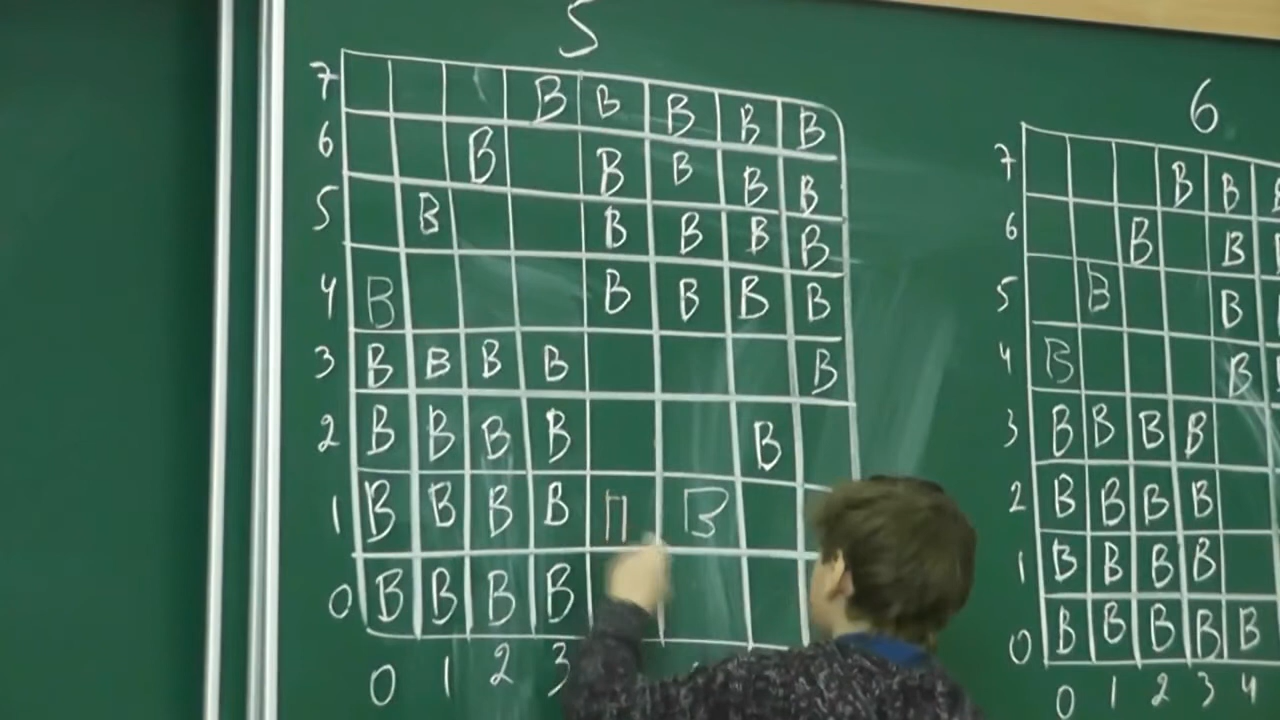 5
6
7 В В В В В
7 В В В
6 В В В В В
6 В В
5 В В В В В
5 В В
4 В В В В В
4 В В
3 В В В В В
3 В В В В
2 В В В В В
2 В В В В
1 В В В В П В
1 В В В В
0 В В В В
0 В В В В В
0 1 2 3
0 1 2 3 4